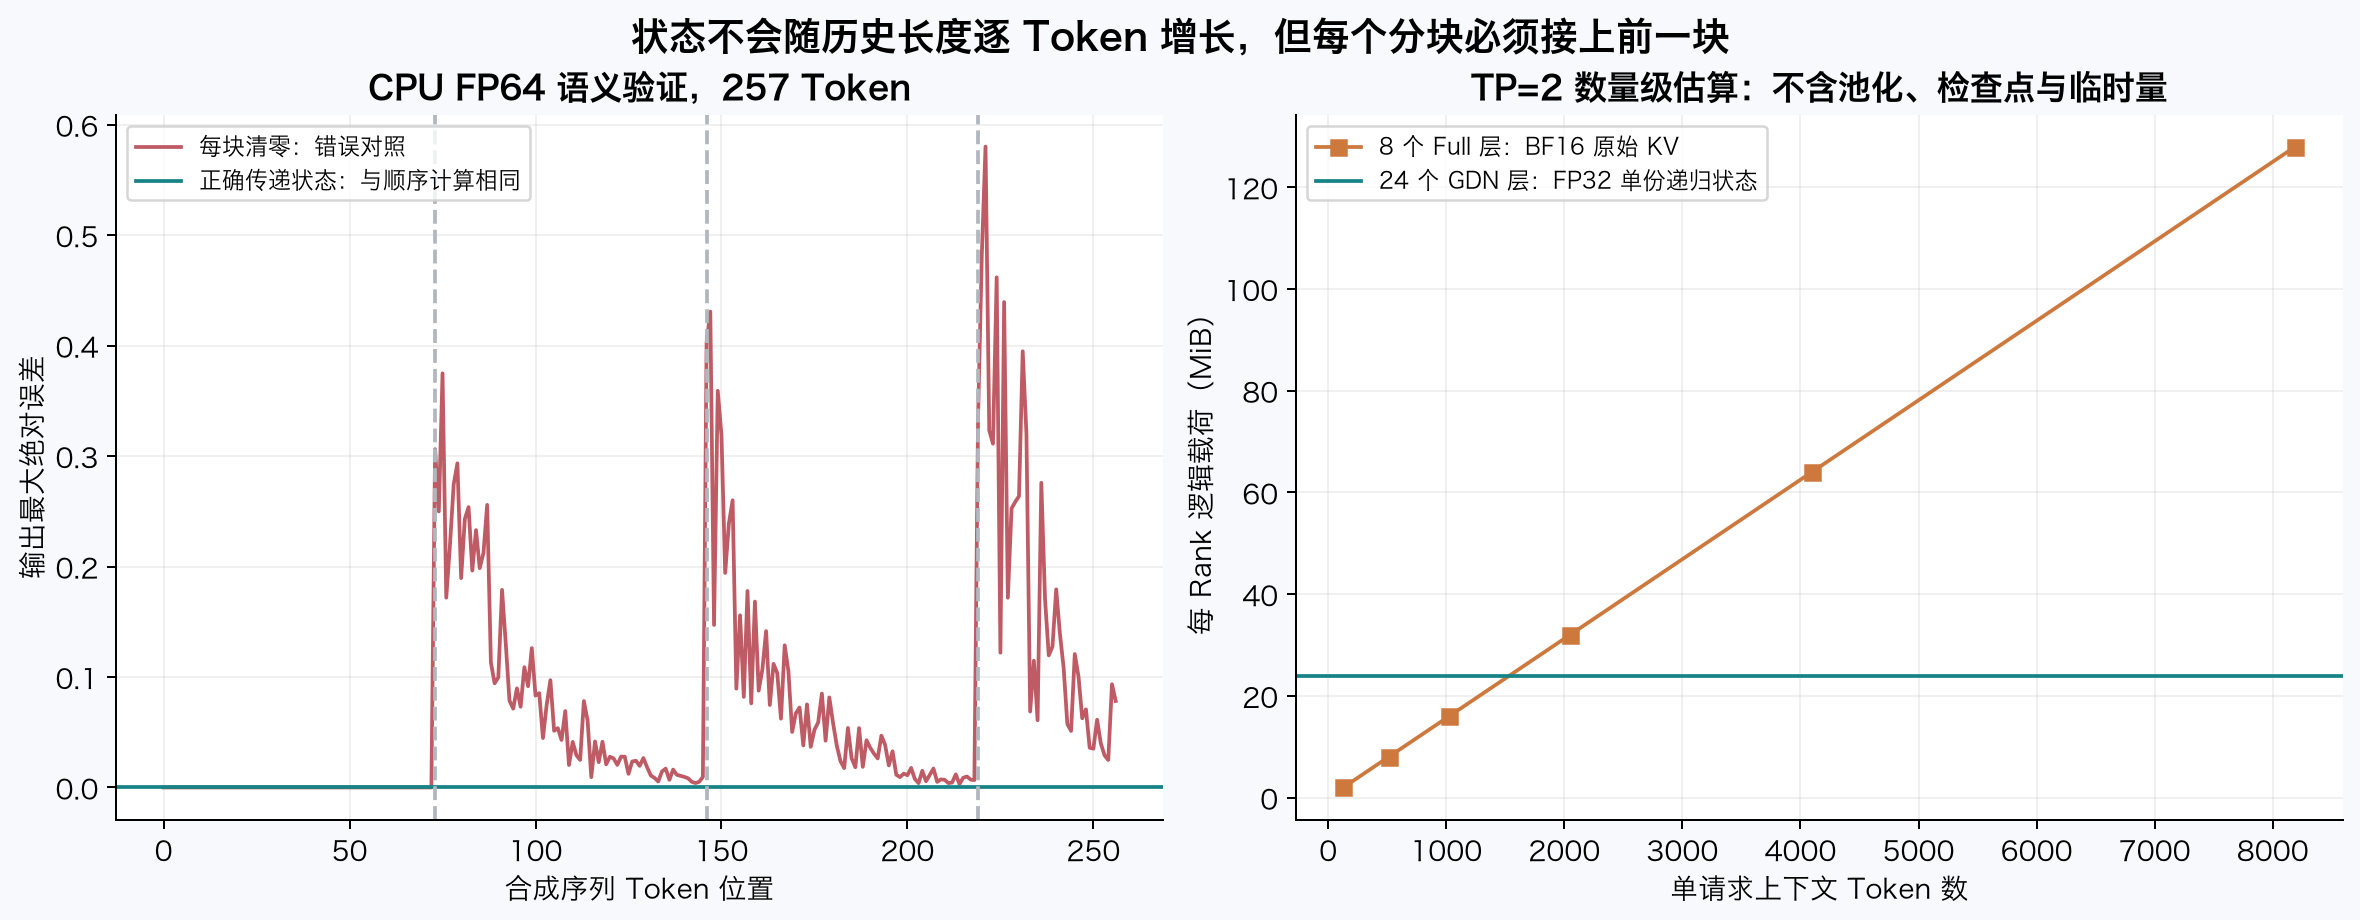 状态不会随历史长度逐 Token 增长，但每个分块必须接上前一块
CPU FP64 语义验证，257 Token
每块清零：错误对照
正确传递状态：与顺序计算相同
输出最大绝对误差
0.6
0.5
0.4
0.3
0.2
0.1
0.0
0
50
100
150
200
250
合成序列 Token 位置
TP=2 数量级估算：不含池化、检查点与临时量
8 个 Full 层：BF16 原始 KV
24 个 GDN 层：FP32 单份递归状态
每 Rank 逻辑载荷（MiB）
120
100
80
60
40
20
0
0
1000
2000
3000
4000
5000
6000
7000
8000
单请求上下文 Token 数